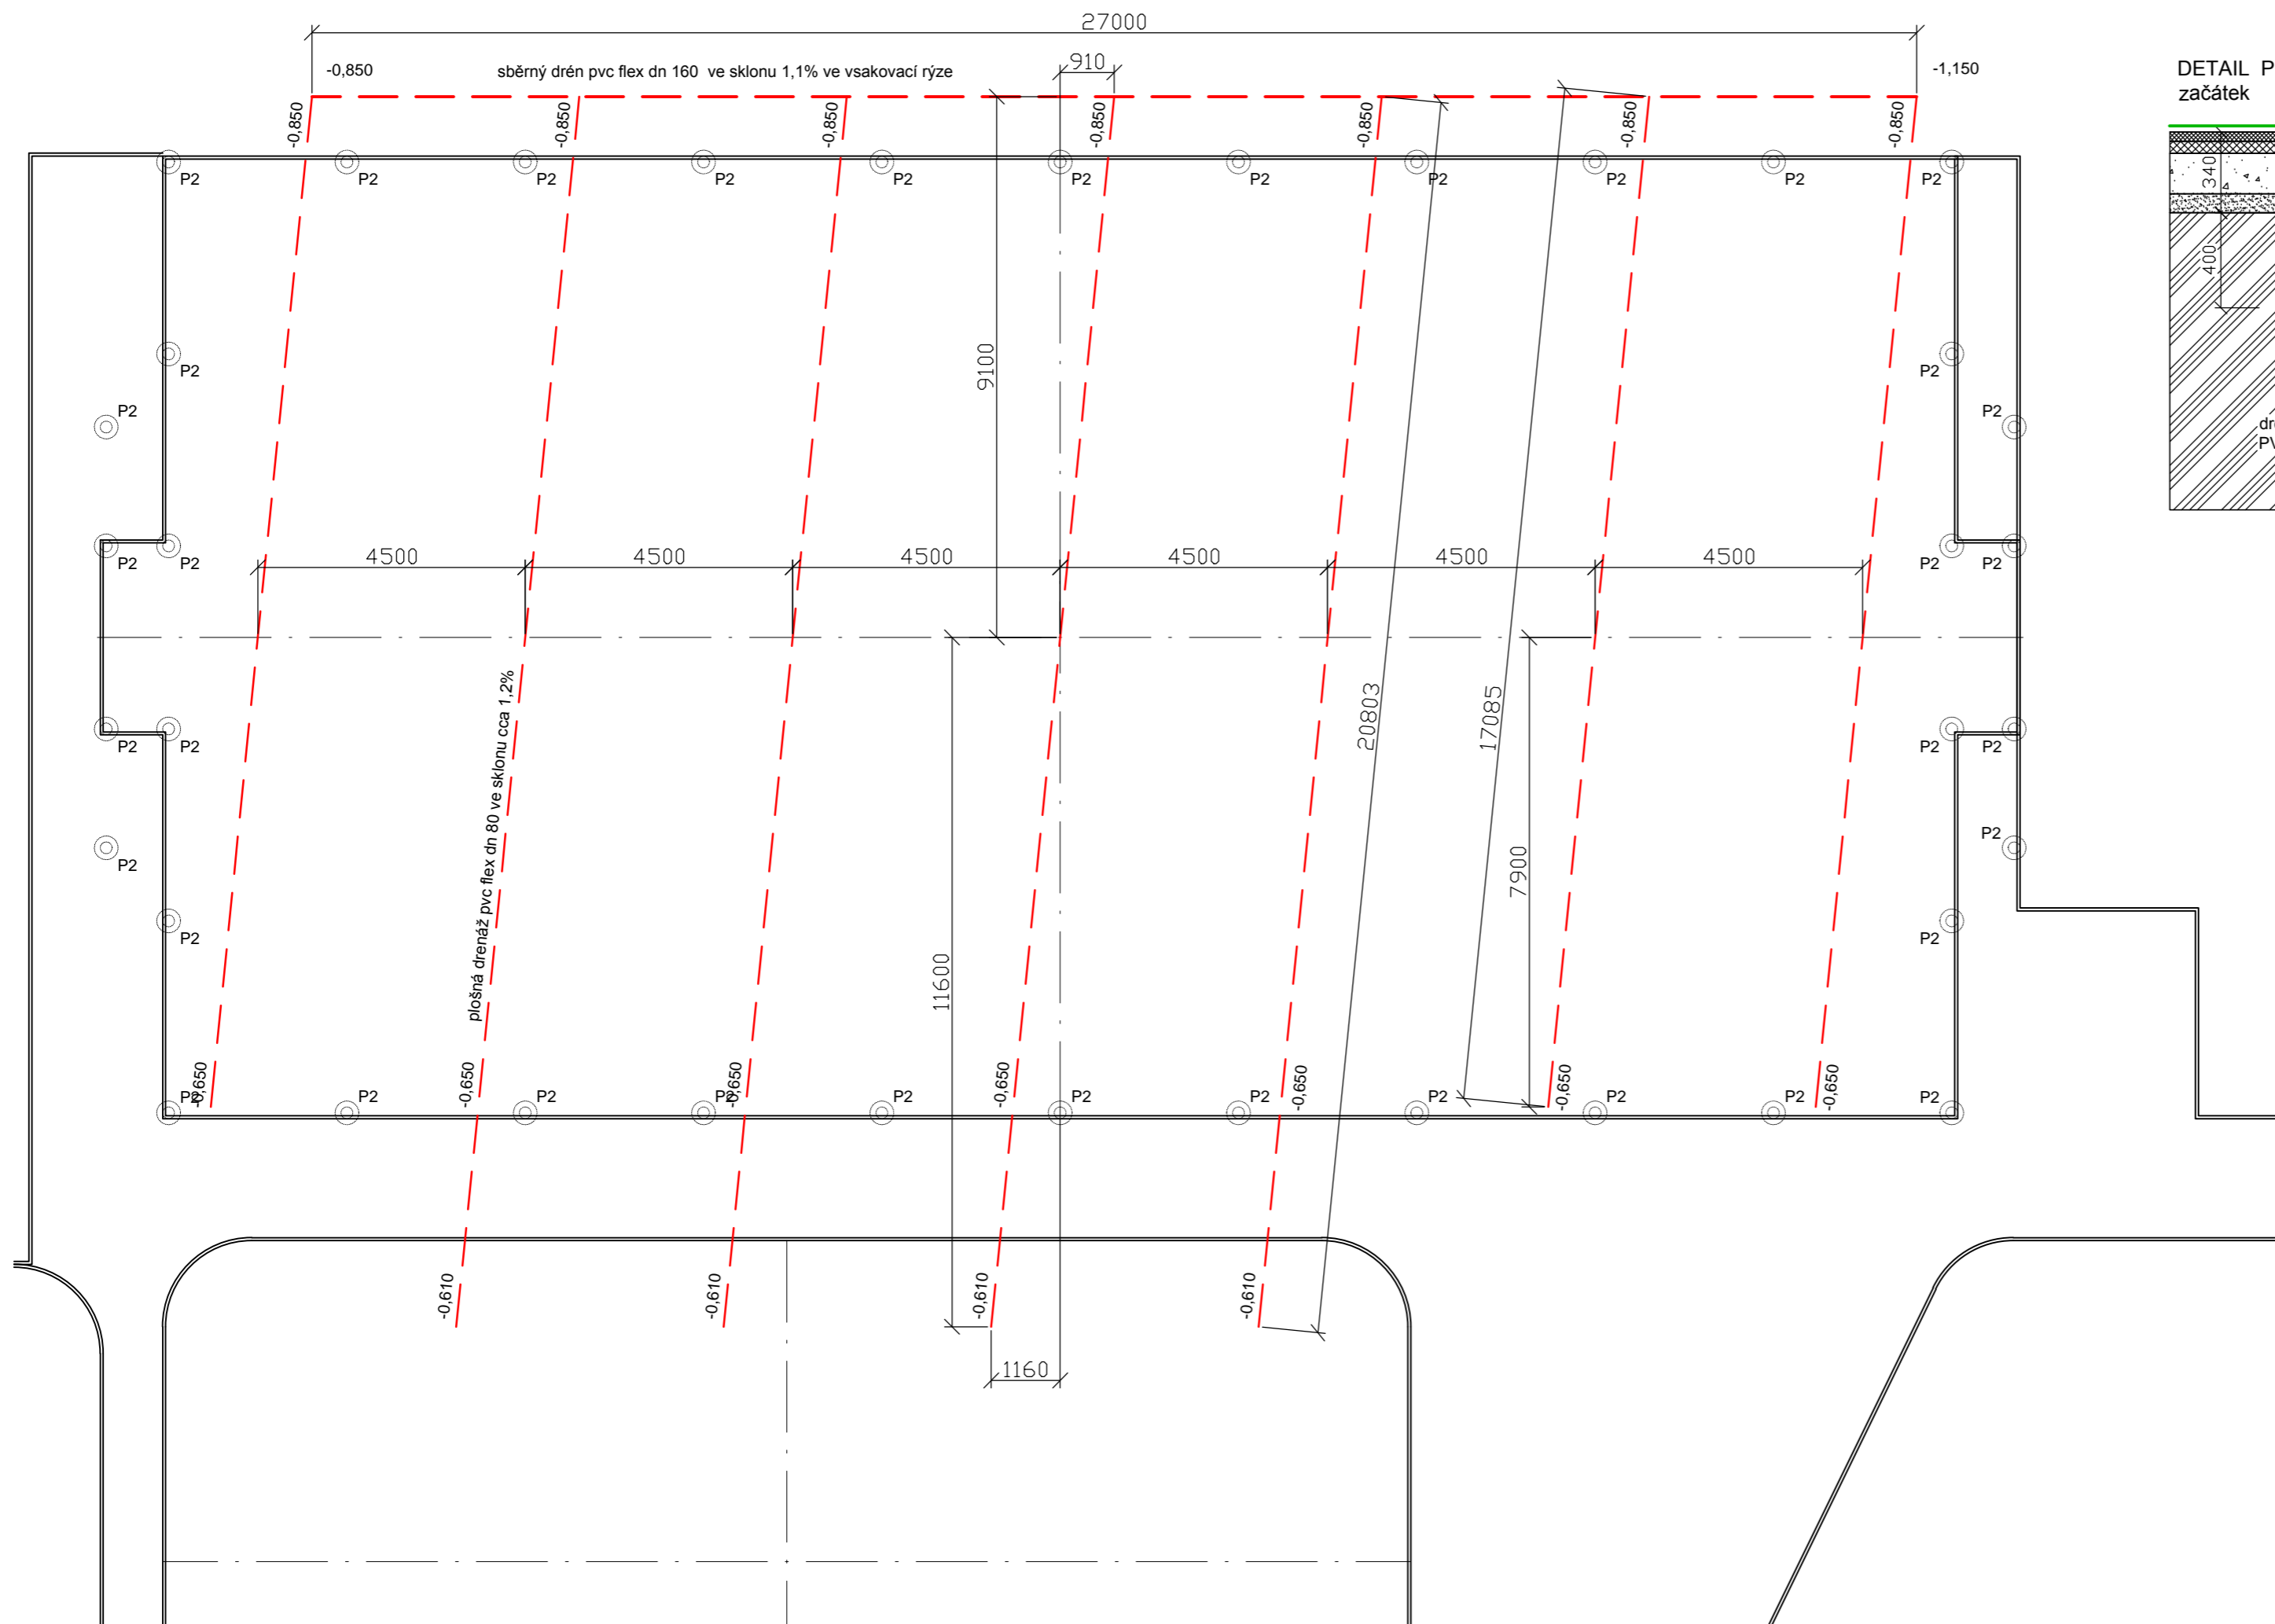 27000
910
-0,850
sběrný drén pvc flex dn 160 ve sklonu 1,1% ve vsakovací rýze
-1,150
DETAIL P
začátek
-0,850
-0,850
-0,850
-0,850
-0,850
-0,850
-0,850
P2
P2
P2
P2
P2
P2
P2
P2
P2
P2
P2
340
400
9100
P2
P2
P2
P2
dr
PV
4500
4500
4500
4500
4500
4500
P2
P2
P2
P2
plošná drenáž pvc flex dn 80 ve sklonu cca 1,2%
20803
17085
P2
P2
P2
P2
7900
P2
P2
P2
P2
11600
-0,650
-0,650
-0,650
-0,650
-0,650
-0,650
-0,650
P2
P2
P2
P2
P2
P2
P2
P2
P2
P2
P2
-0,610
-0,610
-0,610
-0,610
1160